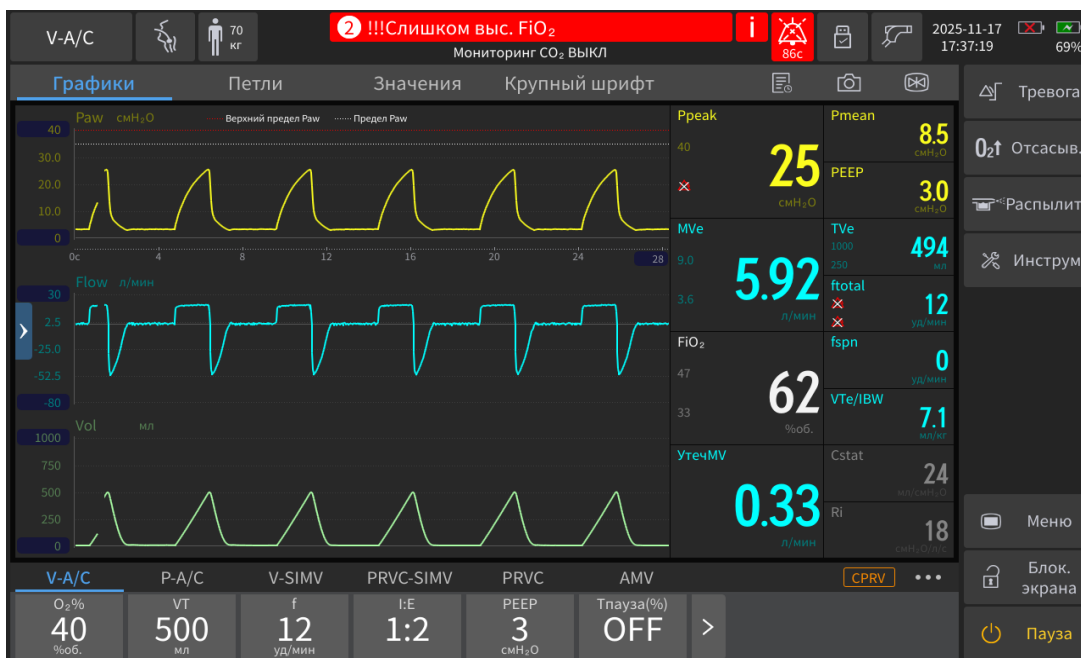 V-A/C
70
кг
2 !!!Слишком выс. FiO₂
Мониторинг CO₂ ВЫКЛ
i
86с
2025-11-17
17:37:19
69%
Графики
Петли
Значения
Крупный шрифт
Paw смH₂O
Верхний предел Paw
Предел Paw
40
30.0
20.0
10.0
0
0с 4 8 12 16 20 24 28
Flow л/мин
30
2.5
-25.0
-52.5
-80
Vol мл
1000
750
500
250
0
Ppeak
40
25
смH₂O
Pmean
8.5
смH₂O
PEEP
3.0
смH₂O
MVe
9.0
3.6
5.92
л/мин
TVe
1000
250
494
мл
ftotal
12
уд/мин
FiO₂
47
33
62
%об.
fspn
0
уд/мин
VTe/IBW
7.1
мл/кг
УтечMV
0.33
л/мин
Cstat
24
мл/смH₂O
Ri
18
смH₂O/л/с
Тревога
O₂↑ Отсасыв.
Распылит
Инструм
Меню
Блок.
экрана
Пауза
V-A/C
P-A/C
V-SIMV
PRVC-SIMV
PRVC
AMV
CPRV
•••
O₂%
40
%об.
VT
500
мл
f
12
уд/мин
I:E
1:2
PEEP
3
смH₂O
Tпауза(%)
OFF
>